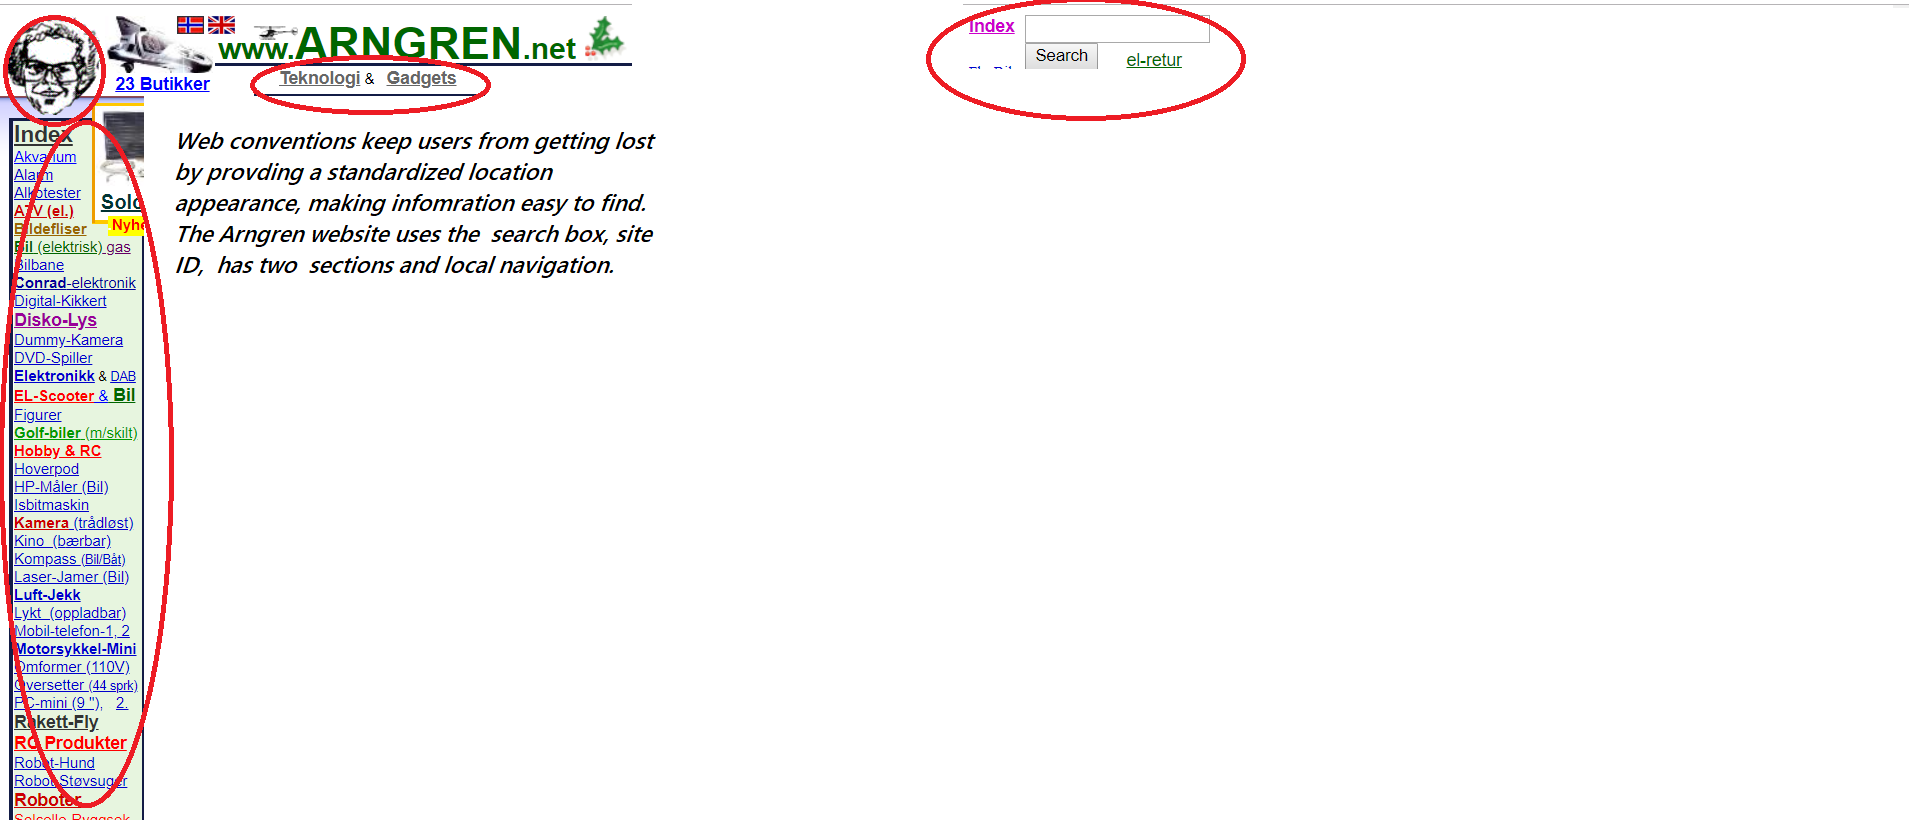 www.ARNGREN.net
23 Butikker
Teknologi & Gadgets
Index
Search
el-retur
Web conventions keep users from getting lost
by provding a standardized location
appearance, making infomration easy to find.
The Arngren website uses the search box, site
ID, has two sections and local navigation.
Index
Akvarium
Alarm
Alkotester
ATV (el.)
Bildefliser
Bil (elektrisk) gas
Bilbane
Conrad-elektronik
Digital-Kikkert
Disko-Lys
Dummy-Kamera
DVD-Spiller
Elektronikk & DAB
EL-Scooter & Bil
Figurer
Golf-biler (m/skilt)
Hobby & RC
Hoverpod
HP-Måler (Bil)
Isbitmaskin
Kamera (trådløst)
Kino (bærbar)
Kompass (Bil/Båt)
Laser-Jamer (Bil)
Luft-Jekk
Lykt (oppladbar)
Mobil-telefon-1, 2
Motorsykkel-Mini
Omformer (110V)
Oversetter (44 sprk)
PC-mini (9 "), 2.
Rakett-Fly
RC Produkter
Robot-Hund
Robot-Støvsuger
Roboter